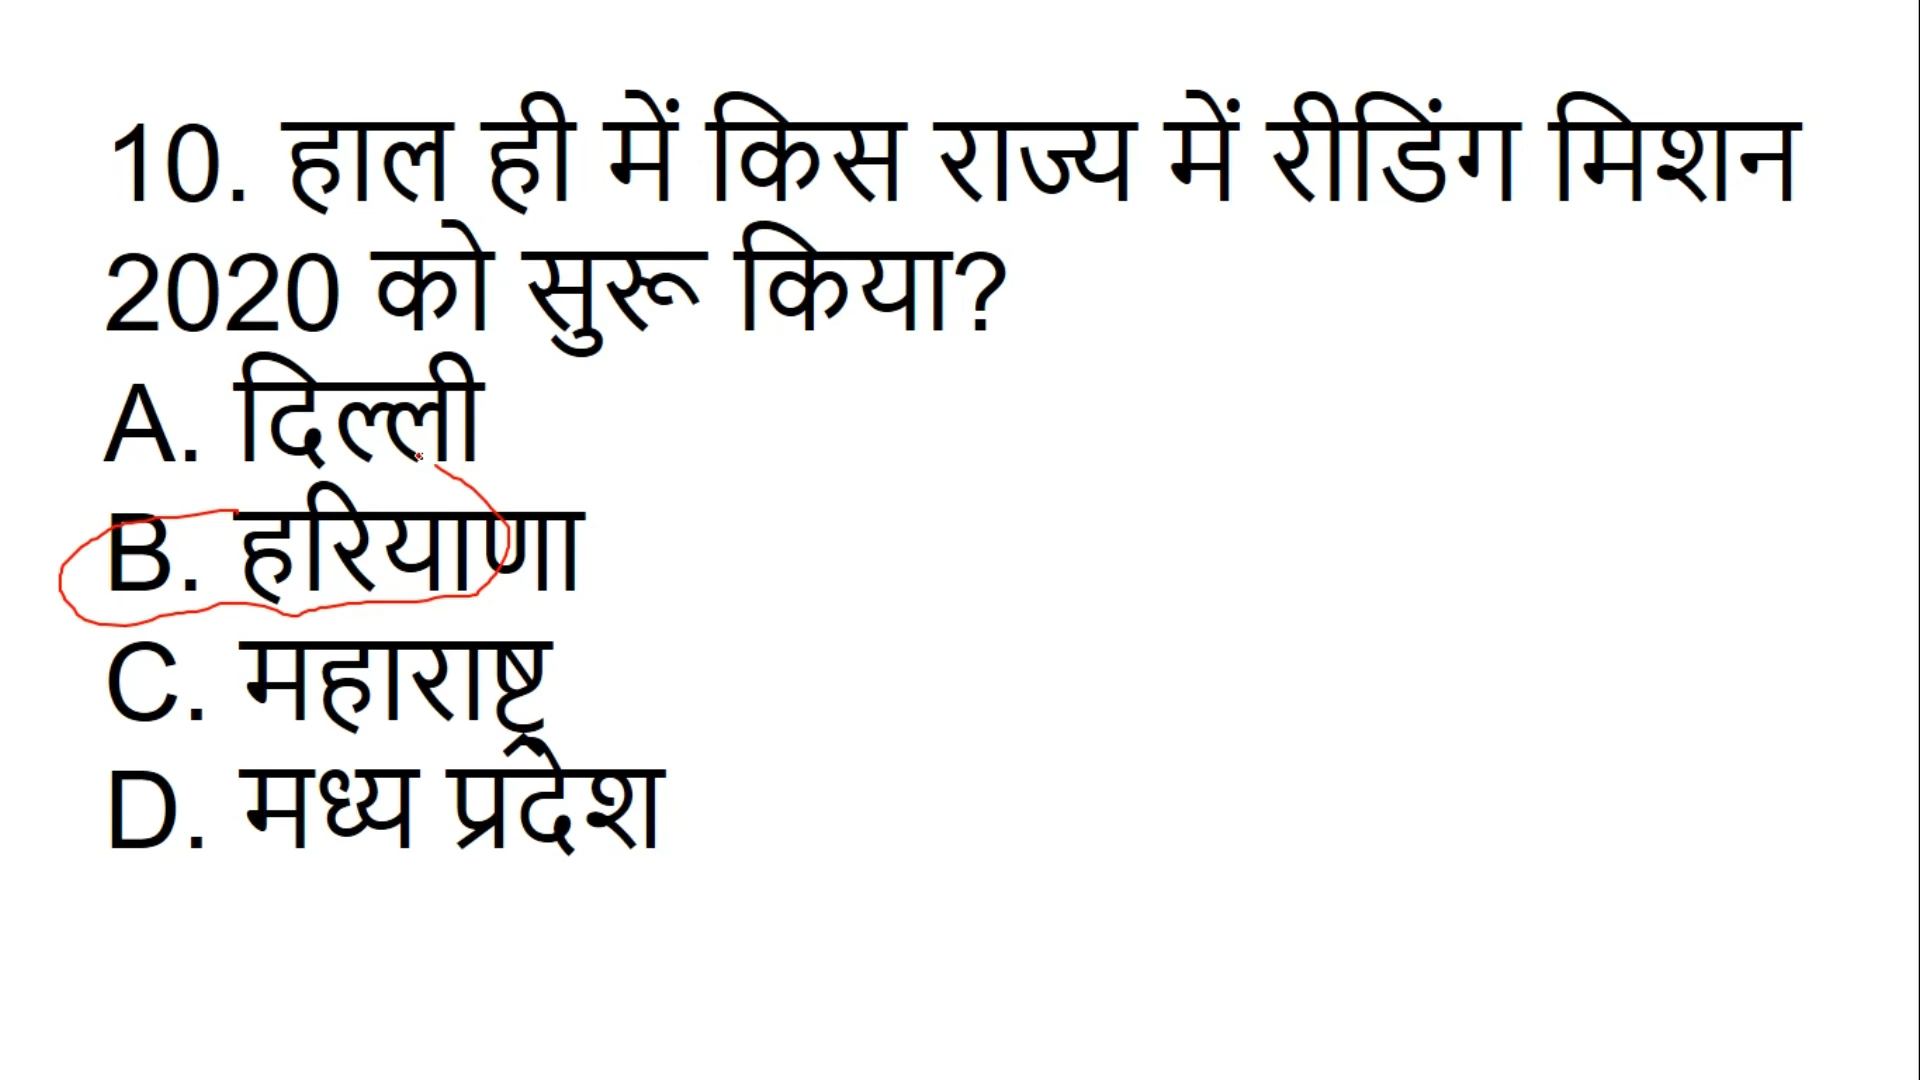 10. हाल ही में किस राज्य में रीडिंग मिशन
2020 को सुरू किया?
A. दिल्ली
B. हरियाणा
C. महाराष्ट्र
D. मध्य प्रदेश